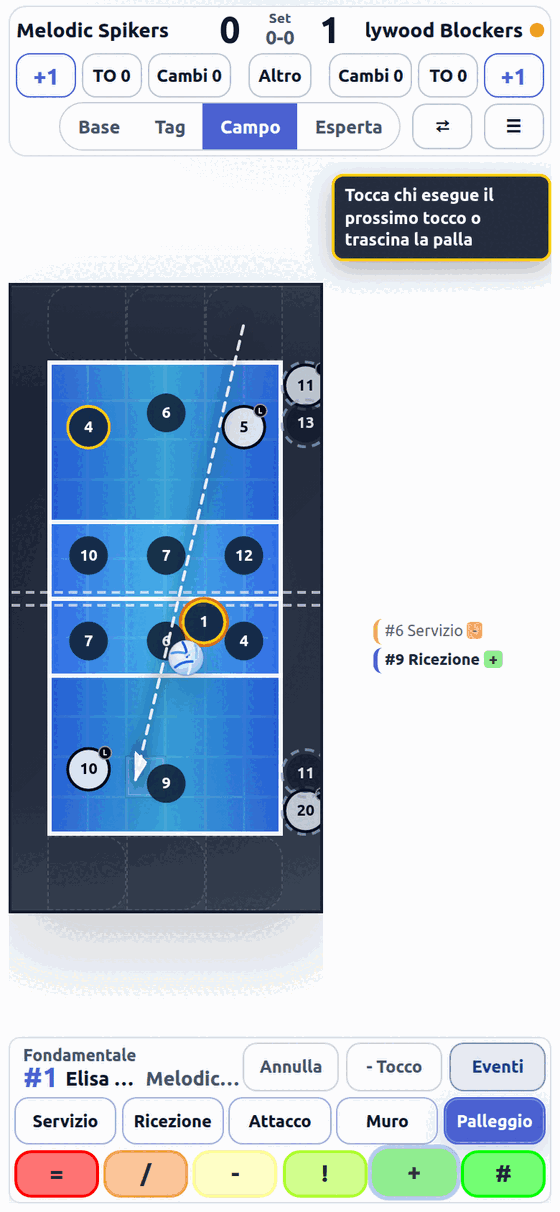 Melodic Spikers 0 Set 0-0 1 lywood Blockers
+1 TO 0 Cambi 0 Altro Cambi 0 TO 0 +1
Base Tag Campo Esperta ⇄ ☰
Tocca chi esegue il
prossimo tocco o
trascina la palla
11
4 6 5 L
13
10 7 12
1
7 6 4
#6 Servizio
#9 Ricezione +
10 L 9 11
20
Fondamentale
#1 Elisa ... Melodic... Annulla - Tocco Eventi
Servizio Ricezione Attacco Muro Palleggio
= / - ! + #